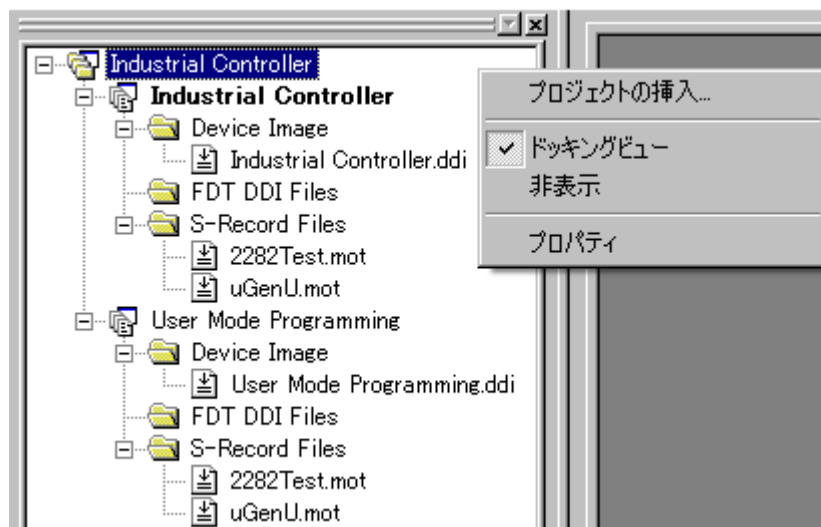 Industrial Controller
Industrial Controller
Device Image
Industrial Controller.ddi
FDT DDI Files
S-Record Files
2282Test.mot
uGenU.mot
User Mode Programming
Device Image
User Mode Programming.ddi
FDT DDI Files
S-Record Files
2282Test.mot
uGenU.mot
プロジェクトの挿入...
ドッキングビュー
非表示
プロパティ